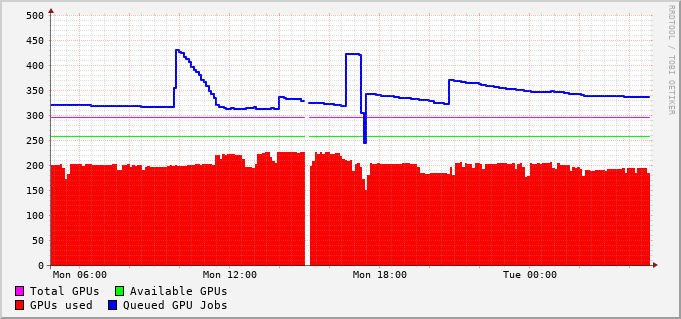 500
450
400
350
300
250
200
150
100
50
0
Mon 06:00 Mon 12:00 Mon 18:00 Tue 00:00
Total GPUs Available GPUs
GPUs used Queued GPU Jobs
RRDTOOL / TOBI OETIKER